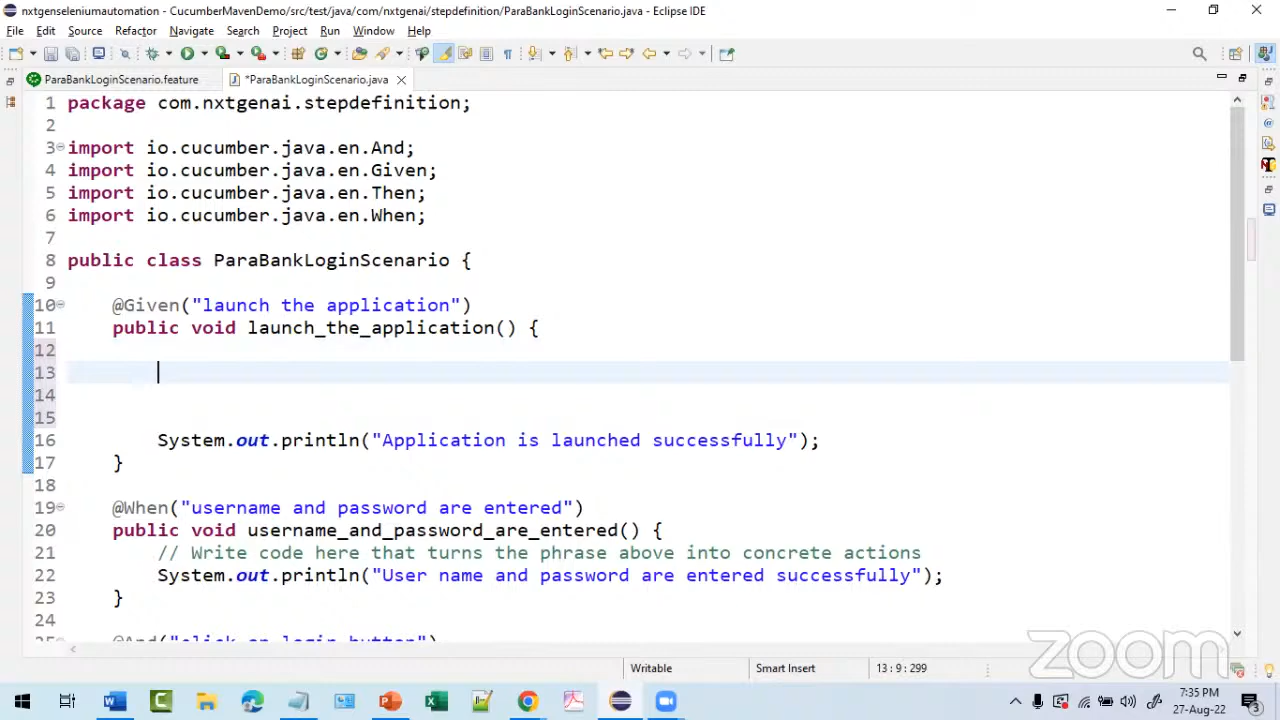 nxtgenseleniumautomation - CucumberMavenDemo/src/test/java/com/nxtgenai/stepdefinition/ParaBankLoginScenario.java - Eclipse IDE
File Edit Source Refactor Navigate Search Project Run Window Help
ParaBankLoginScenario.feature *ParaBankLoginScenario.java
1 package com.nxtgenai.stepdefinition;
2
3 import io.cucumber.java.en.And;
4 import io.cucumber.java.en.Given;
5 import io.cucumber.java.en.Then;
6 import io.cucumber.java.en.When;
7
8 public class ParaBankLoginScenario {
9
10 @Given("launch the application")
11 public void launch_the_application() {
12
13
14
15
16 System.out.println("Application is launched successfully");
17 }
18
19 @When("username and password are entered")
20 public void username_and_password_are_entered() {
21 // Write code here that turns the phrase above into concrete actions
22 System.out.println("User name and password are entered successfully");
23 }
24
25 @And("click on login button")
Writable Smart Insert 13 : 9 : 299
zoom
7:35 PM
27-Aug-22
3